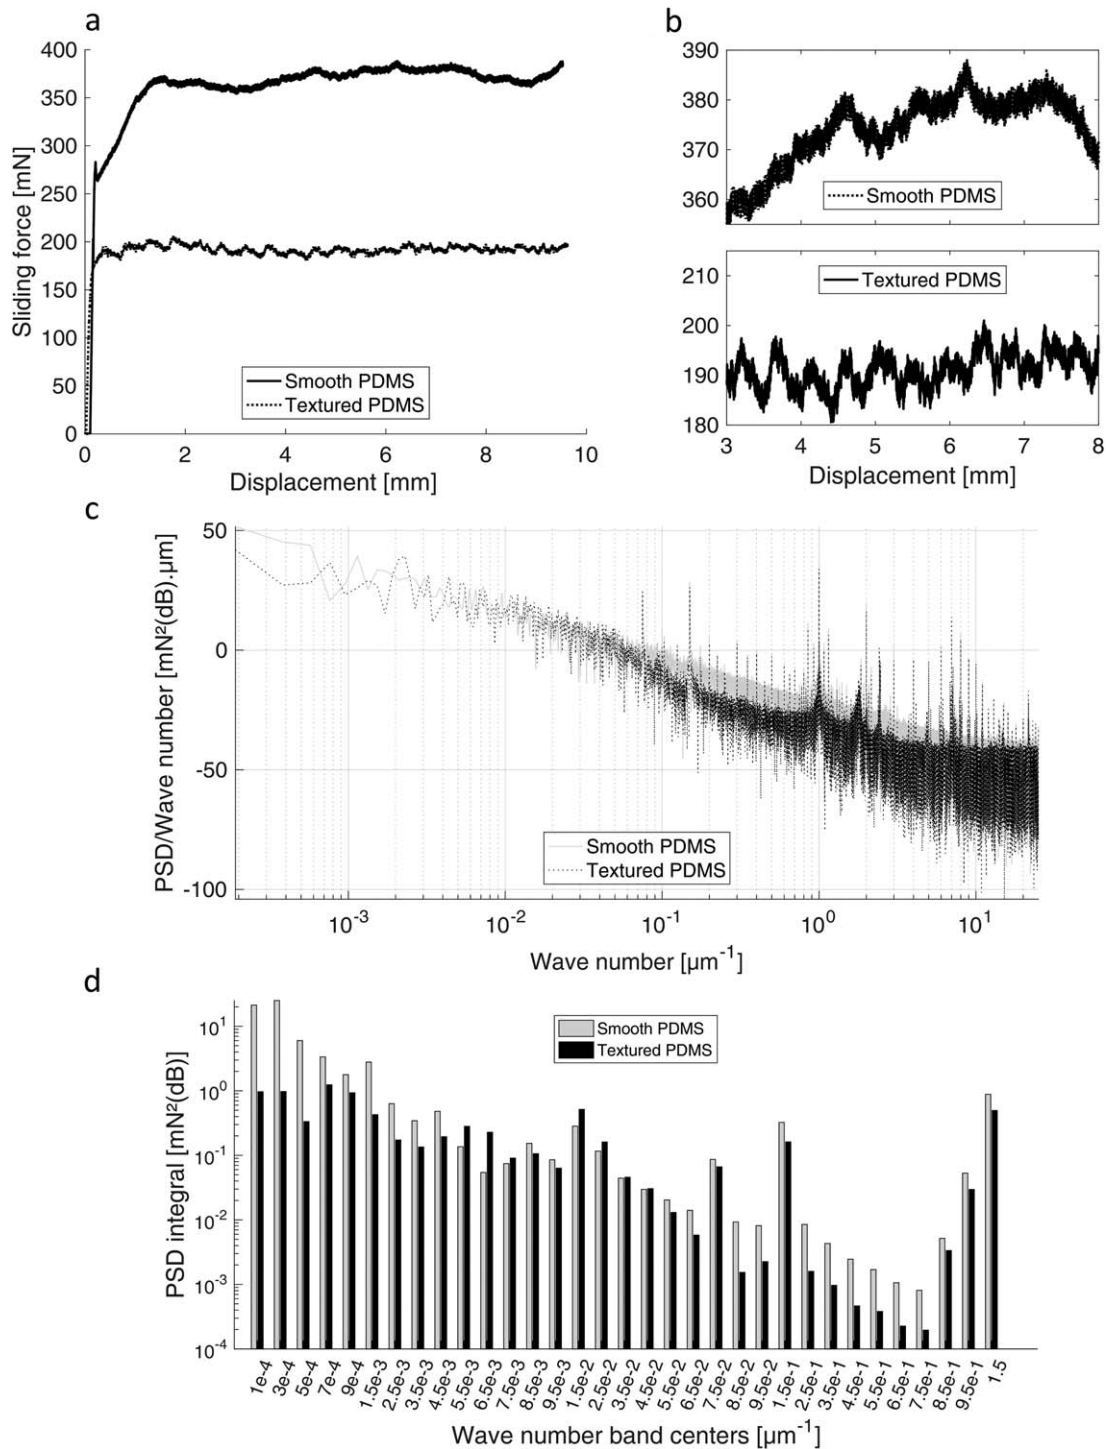 a
400
350
300
250
200
150
100
50
0
Sliding force [mN]
Smooth PDMS
Textured PDMS
0
2
4
6
8
10
Displacement [mm]
b
390
380
370
360
Smooth PDMS
210
200
190
180
Textured PDMS
3
4
5
6
7
8
Displacement [mm]
c
50
0
-50
-100
PSD/Wave number [mN²(dB).µm]
Smooth PDMS
Textured PDMS
10⁻³
10⁻²
10⁻¹
10⁰
10¹
Wave number [µm⁻¹]
d
10¹
10⁰
10⁻¹
10⁻²
10⁻³
10⁻⁴
PSD integral [mN²(dB)]
Smooth PDMS
Textured PDMS
1e-4
3e-4
5e-4
7e-4
9e-4
1.5e-3
2.5e-3
3.5e-3
4.5e-3
5.5e-3
6.5e-3
7.5e-3
8.5e-3
9.5e-3
1.5e-2
2.5e-2
3.5e-2
4.5e-2
5.5e-2
6.5e-2
7.5e-2
8.5e-2
9.5e-2
1.5e-1
2.5e-1
3.5e-1
4.5e-1
5.5e-1
6.5e-1
7.5e-1
8.5e-1
9.5e-1
1.5
Wave number band centers [µm⁻¹]